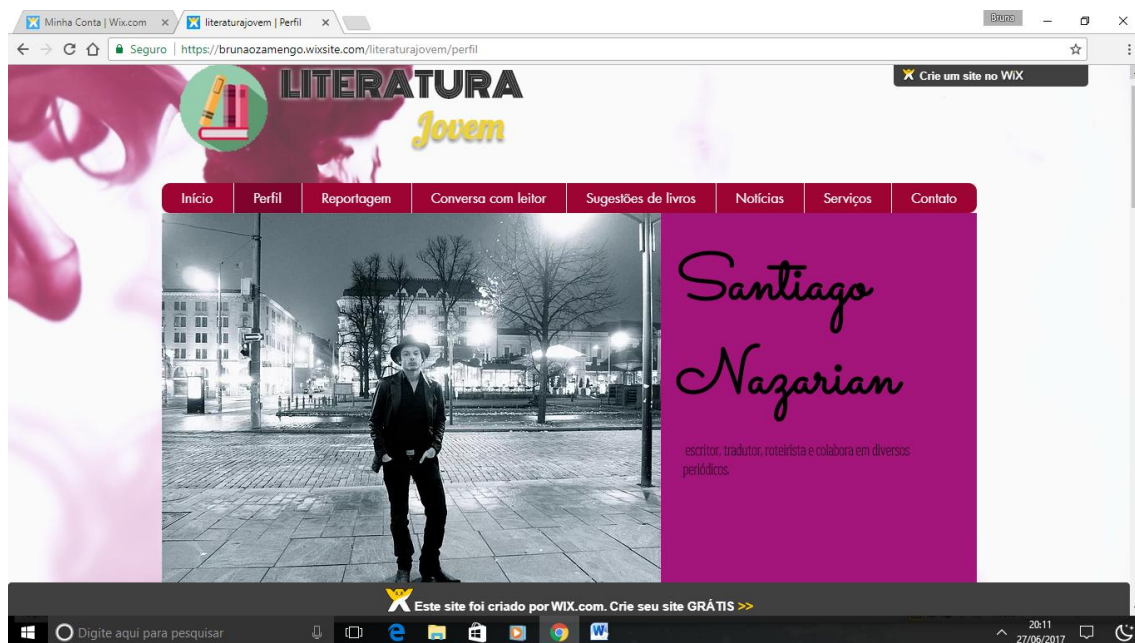 Minha Conta | Wix.com
literaturajovem | Perfil
Bruna
Seguro | https://brunaozamengo.wixsite.com/literaturajovem/perfil
LITERATURA
Jovem
Crie um site no WiX
Início Perfil Reportagem Conversa com leitor Sugestões de livros Notícias Serviços Contato
Santiago
Nazarian
escritor, tradutor, roteirista e colabora em diversos
periódicos.
Este site foi criado por WIX.com. Crie seu site GRÁTIS >>
Digite aqui para pesquisar
20:11
27/06/2017